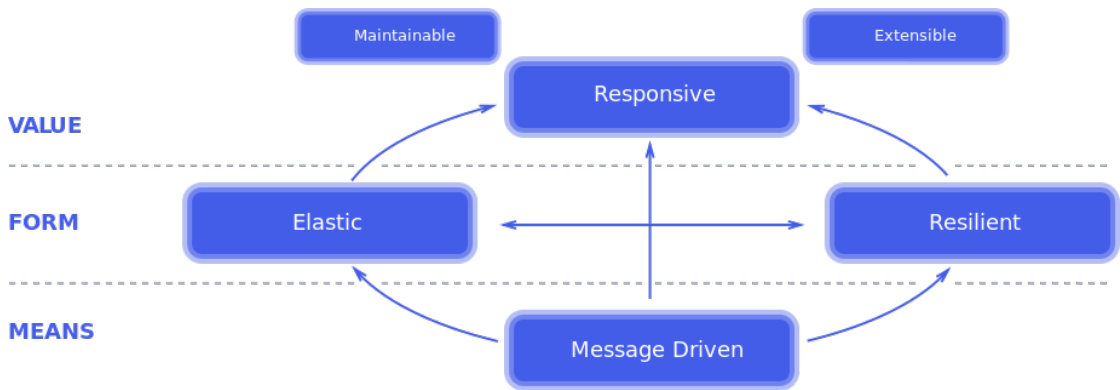 Maintainable
Extensible
Responsive
VALUE
FORM
Elastic
Resilient
MEANS
Message Driven